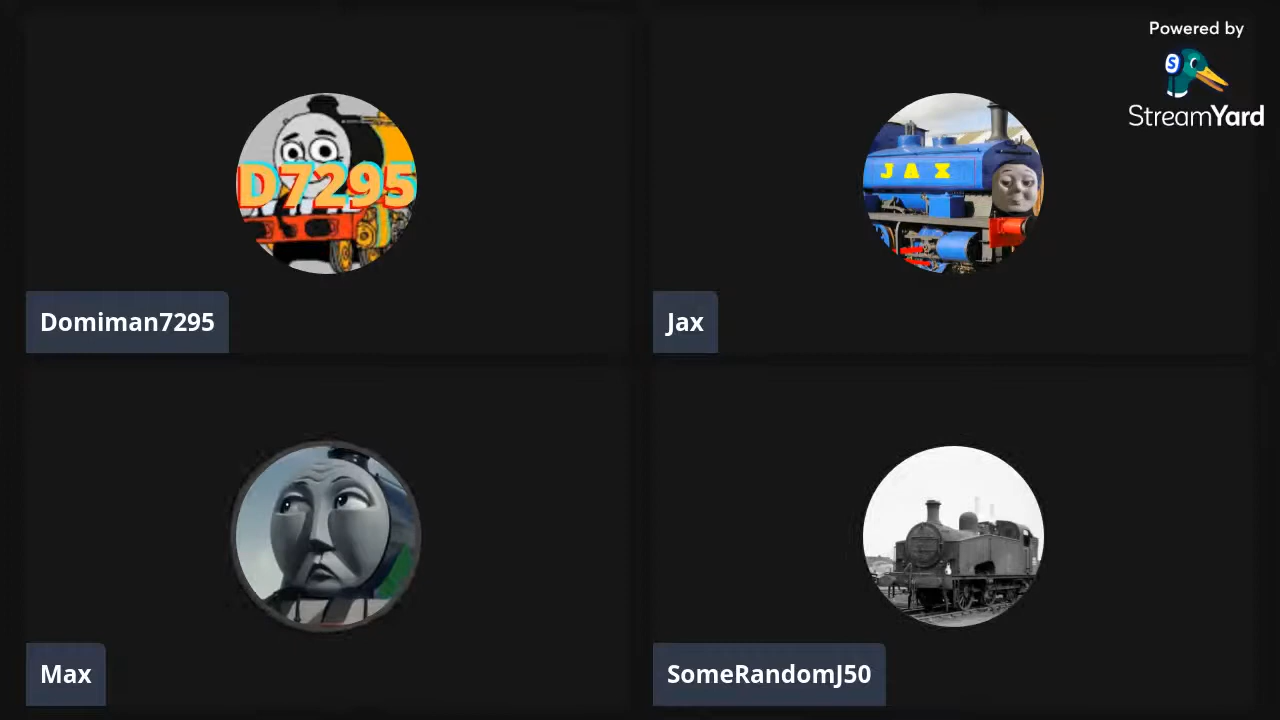 Powered by
S
StreamYard
D7295
JAX
Domiman7295
Jax
Max
SomeRandomJ50